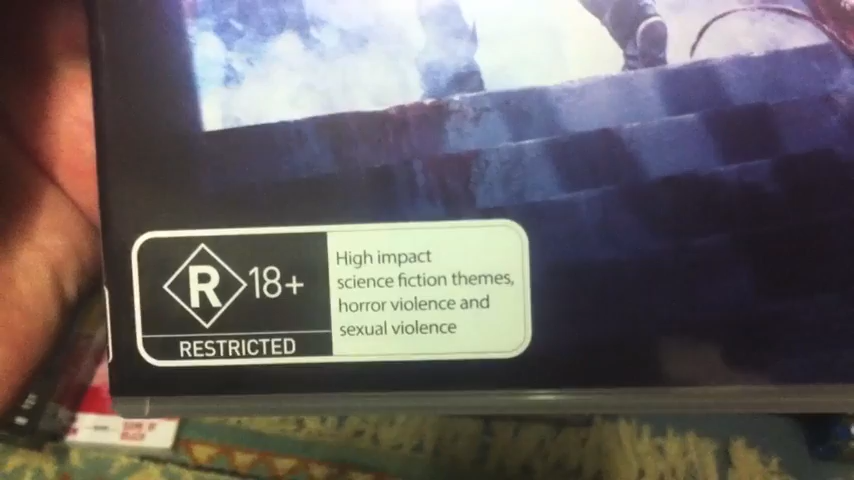 R 18+
RESTRICTED
High impact
science fiction themes,
horror violence and
sexual violence